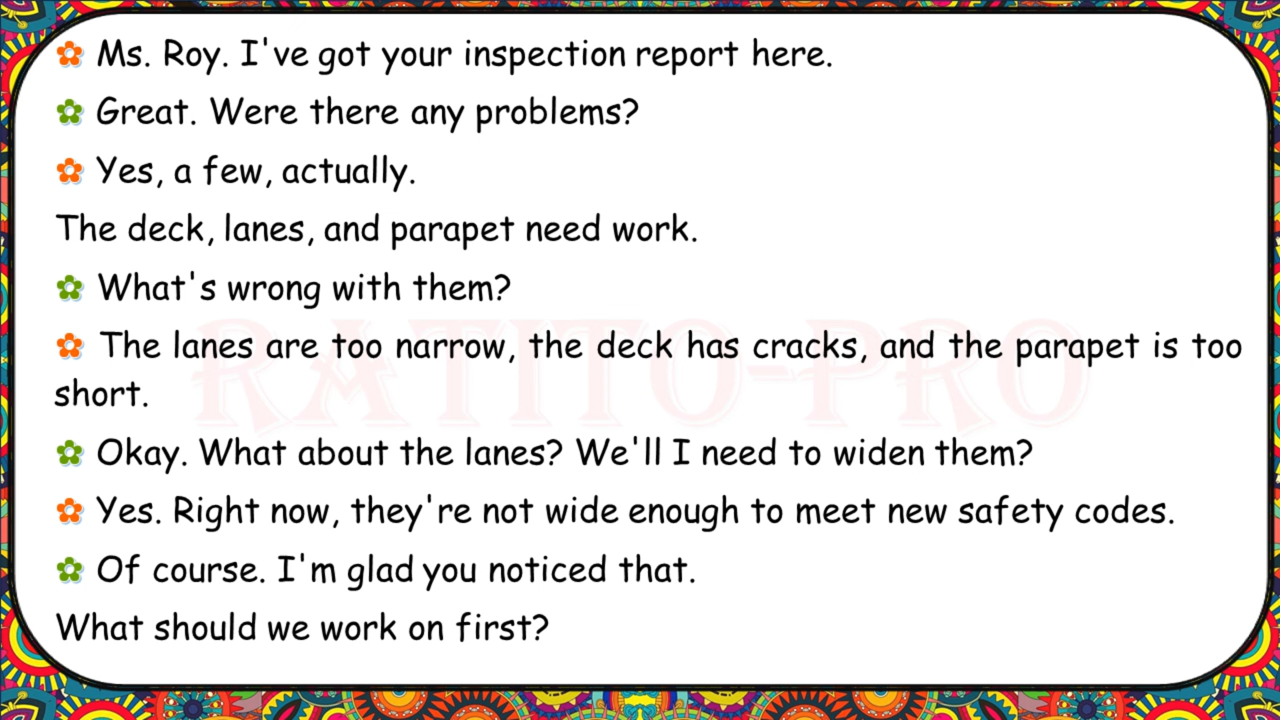 Ms. Roy. I've got your inspection report here.
Great. Were there any problems?
Yes, a few, actually.
The deck, lanes, and parapet need work.
What's wrong with them?
The lanes are too narrow, the deck has cracks, and the parapet is too
short.
Okay. What about the lanes? We'll I need to widen them?
Yes. Right now, they're not wide enough to meet new safety codes.
Of course. I'm glad you noticed that.
What should we work on first?
RATITO-PRO